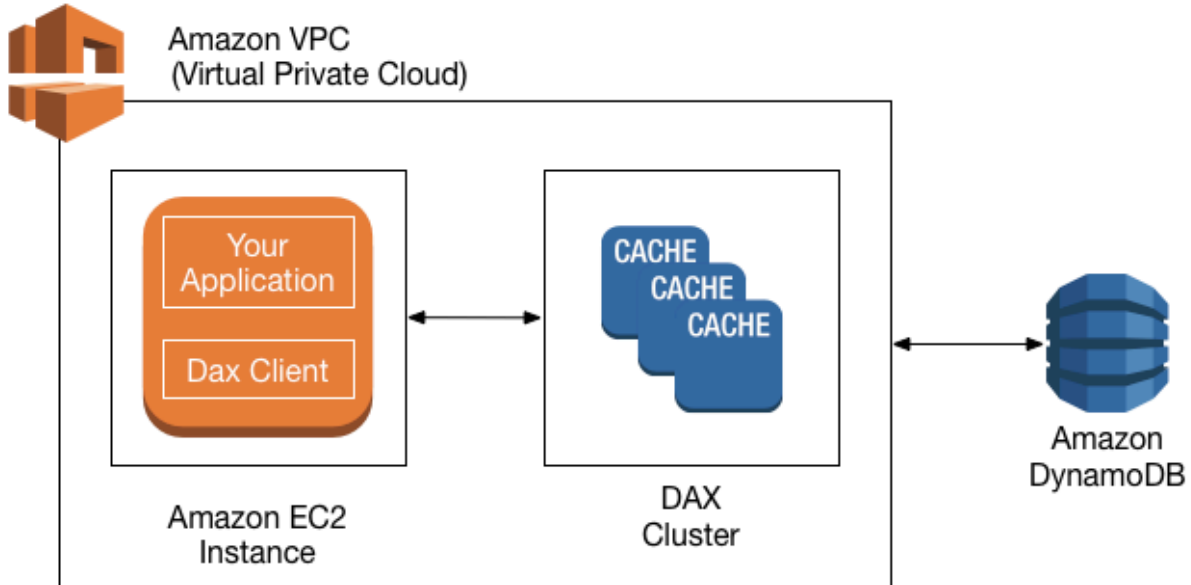 Amazon VPC
(Virtual Private Cloud)
Your
Application
Dax Client
CACHE
CACHE
CACHE
Amazon EC2
Instance
DAX
Cluster
Amazon
DynamoDB